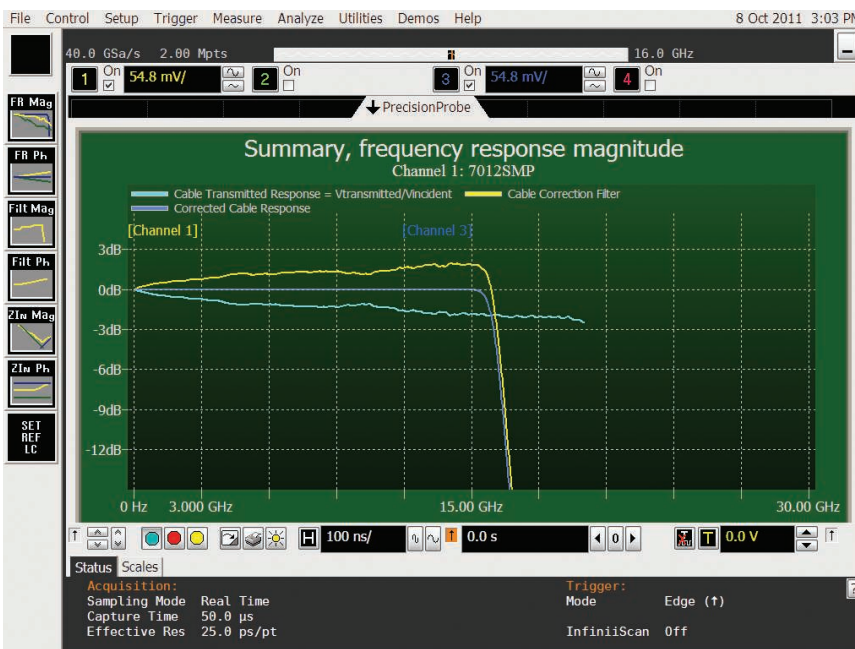 File Control Setup Trigger Measure Analyze Utilities Demos Help 8 Oct 2011 3:03 PM
40.0 GSa/s 2.00 Mpts 16.0 GHz
1 On 54.8 mV/ 2 On 3 On 54.8 mV/ 4 On
PrecisionProbe
FR Mag
FR Ph
Filt Mag
Filt Ph
ZIN Mag
ZIN Ph
SET
REF
LC
Summary, frequency response magnitude
Channel 1: 7012SMP
Cable Transmitted Response = Vtransmitted/Vincident Cable Correction Filter
Corrected Cable Response
[Channel 1] [Channel 3]
3dB
0dB
-3dB
-6dB
-9dB
-12dB
0 Hz 3.000 GHz 15.00 GHz 30.00 GHz
H 100 ns/ 0.0 s 0 T 0.0 V
Status Scales
Acquisition: Trigger:
Sampling Mode Real Time Mode Edge (↑)
Capture Time 50.0 µs
Effective Res 25.0 ps/pt InfiniiScan Off